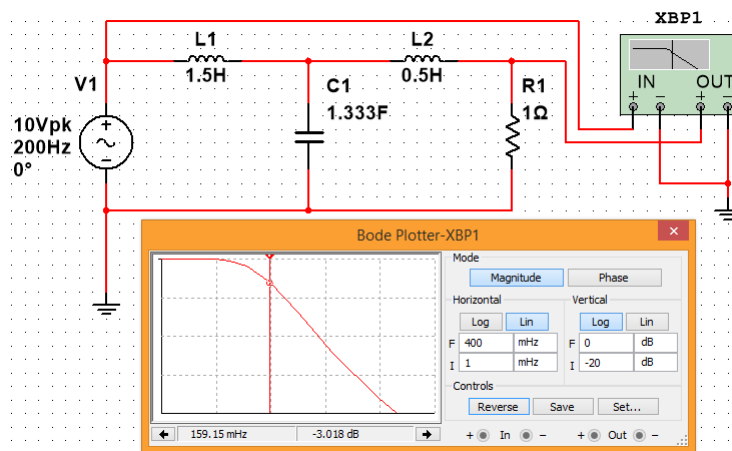 XBP1
L1
1.5H
L2
0.5H
IN
OUT
V1
C1
1.333F
R1
1Ω
10Vpk
200Hz
0°
Bode Plotter-XBP1
Mode
Magnitude
Phase
Horizontal
Vertical
Log
Lin
Log
Lin
F 400 mHz
F 0 dB
I 1 mHz
I -20 dB
Controls
Reverse
Save
Set...
159.15 mHz
-3.018 dB
+ In −
+ Out −